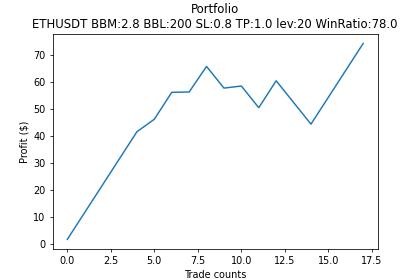 Portfolio
ETHUSDT BBM:2.8 BBL:200 SL:0.8 TP:1.0 lev:20 WinRatio:78.0
Profit ($)
70
60
50
40
30
20
10
0
0.0 2.5 5.0 7.5 10.0 12.5 15.0 17.5
Trade counts